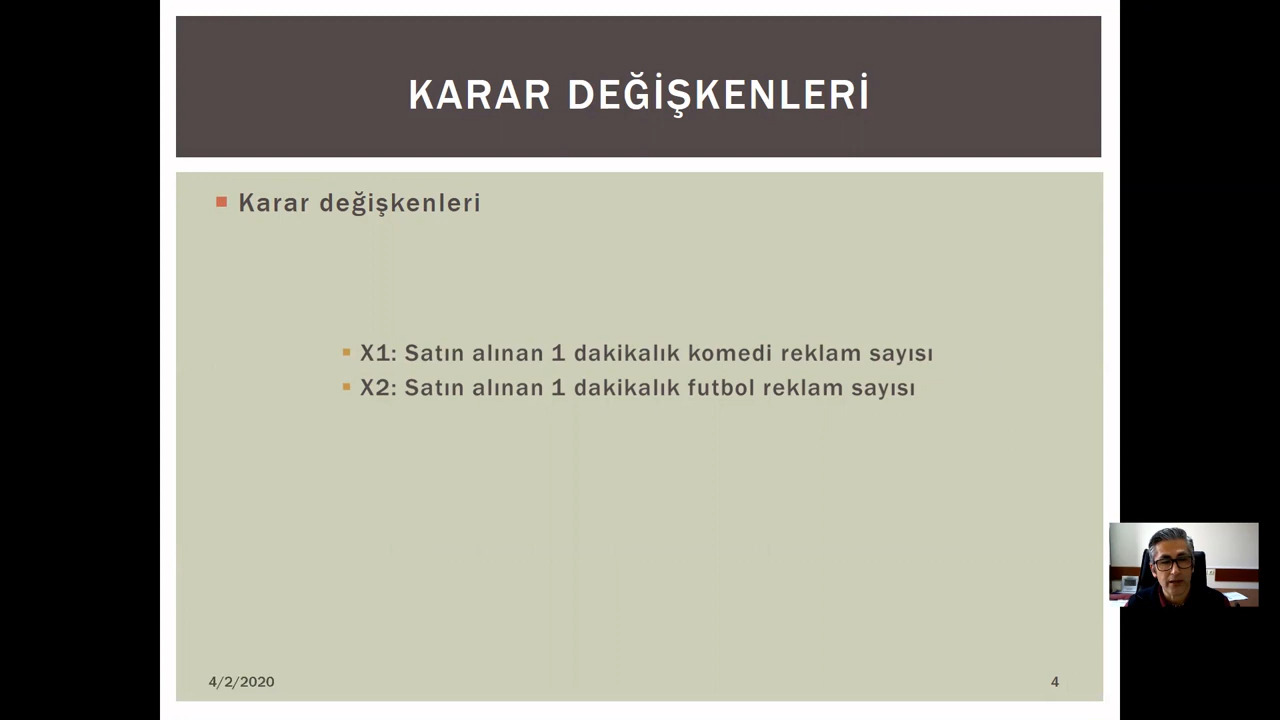 KARAR DEĞİŞKENLERİ
Karar değişkenleri
X1: Satın alınan 1 dakikalık komedi reklam sayısı
X2: Satın alınan 1 dakikalık futbol reklam sayısı
4/2/2020
4